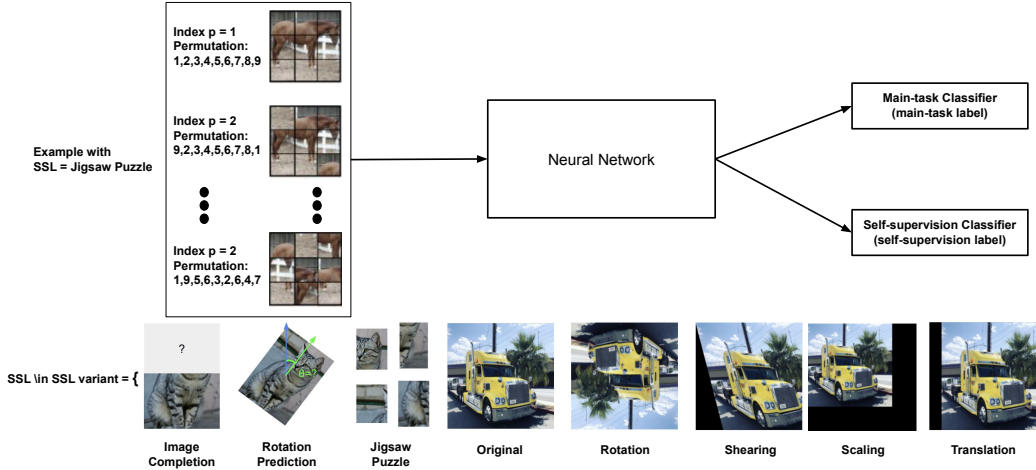 Index p = 1
Permutation:
1,2,3,4,5,6,7,8,9
Index p = 2
Permutation:
9,2,3,4,5,6,7,8,1
Example with
SSL = Jigsaw Puzzle
Index p = 2
Permutation:
1,9,5,6,3,2,6,4,7
Neural Network
Main-task Classifier
(main-task label)
Self-supervision Classifier
(self-supervision label)
SSL \in SSL variant = {
?
θ=?
Image
Completion
Rotation
Prediction
Jigsaw
Puzzle
Original
Rotation
Shearing
Scaling
Translation